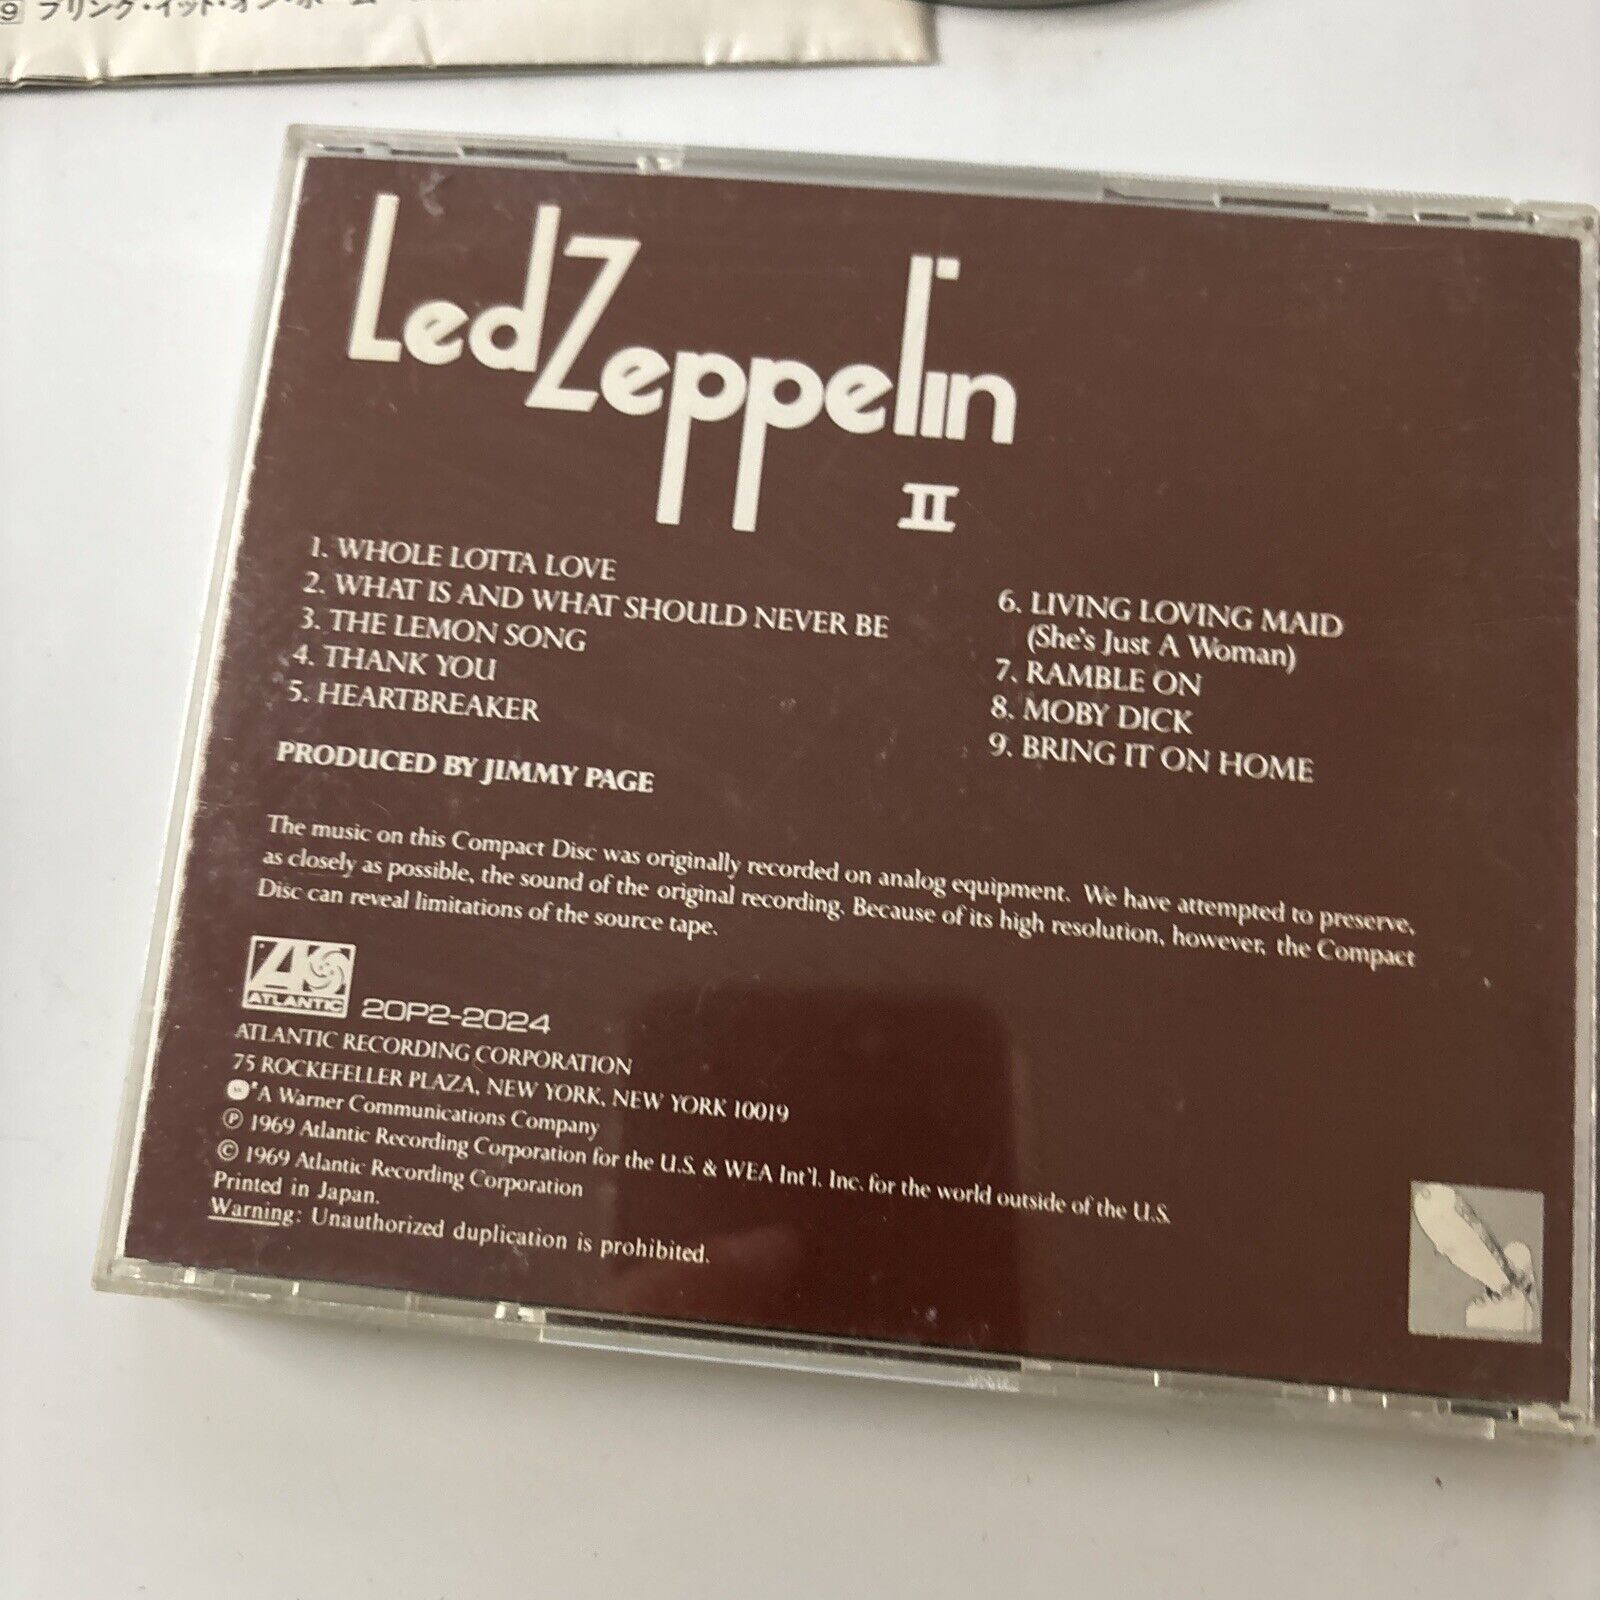 9 ブリング・イット・オン・ホーム
Led Zeppelin
II
1. WHOLE LOTTA LOVE
2. WHAT IS AND WHAT SHOULD NEVER BE
3. THE LEMON SONG
4. THANK YOU
5. HEARTBREAKER
6. LIVING LOVING MAID
(She's Just A Woman)
7. RAMBLE ON
8. MOBY DICK
9. BRING IT ON HOME
PRODUCED BY JIMMY PAGE
The music on this Compact Disc was originally recorded on analog equipment. We have attempted to preserve,
as closely as possible, the sound of the original recording. Because of its high resolution, however, the Compact
Disc can reveal limitations of the source tape.
ATLANTIC 20P2-2024
ATLANTIC RECORDING CORPORATION
75 ROCKEFELLER PLAZA, NEW YORK, NEW YORK 10019
A Warner Communications Company
℗ 1969 Atlantic Recording Corporation for the U.S. & WEA Int'l. Inc. for the world outside of the U.S.
© 1969 Atlantic Recording Corporation
Printed in Japan.
Warning: Unauthorized duplication is prohibited.